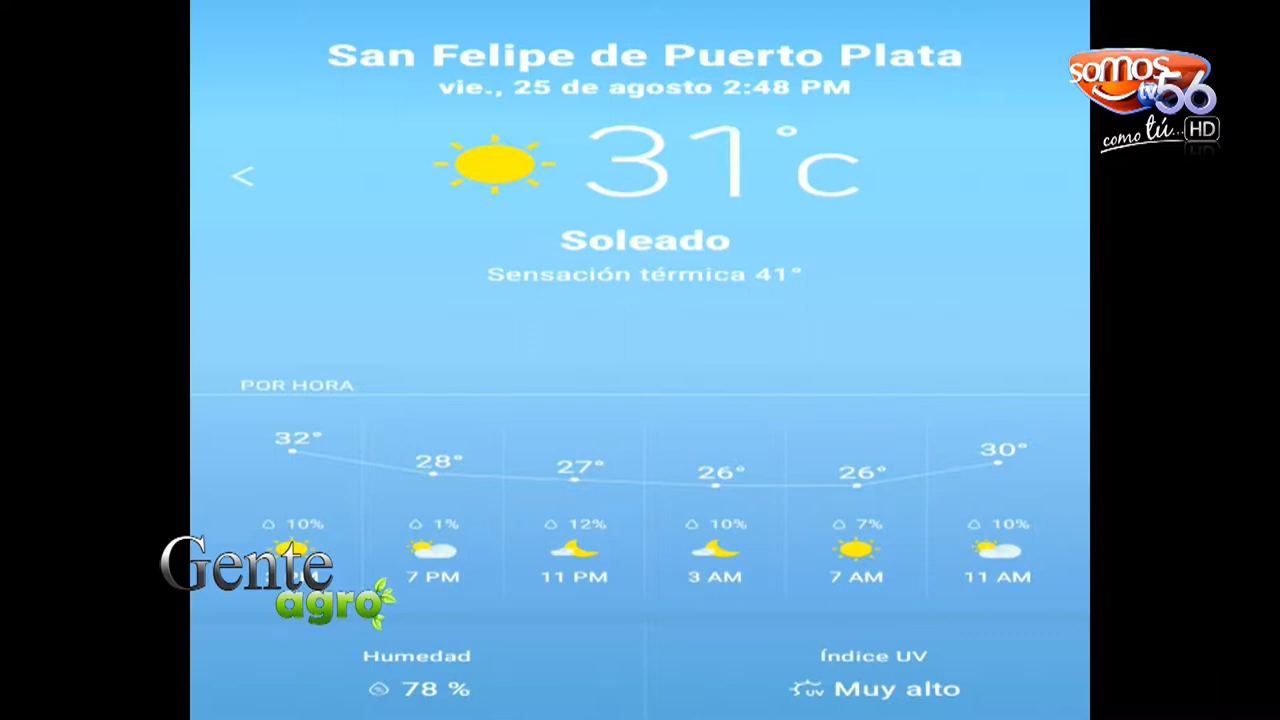 San Felipe de Puerto Plata
vie., 25 de agosto 2:48 PM
somos
tv 56
como tú... HD
<
31°c
Soleado
Sensación térmica 41°
POR HORA
32° 28° 27° 26° 26° 30°
10% 1% 12% 10% 7% 10%
7 PM 11 PM 3 AM 7 AM 11 AM
Gente
agro
Humedad Índice UV
78 % UV Muy alto